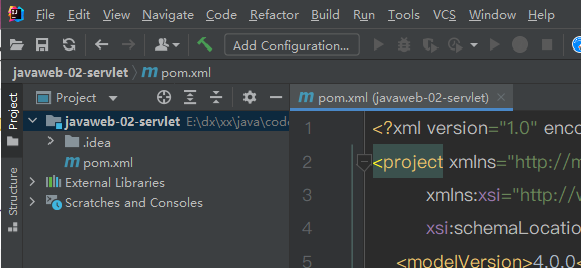 File Edit View Navigate Code Refactor Build Run Tools VCS Window Help
Add Configuration...
javaweb-02-servlet pom.xml
Project
Structure
Project
javaweb-02-servlet E:\dx\xx\java\code
.idea
pom.xml
External Libraries
Scratches and Consoles
pom.xml (javaweb-02-servlet)
1 <?xml version="1.0" enco
2 <project xmlns="http://m
3 xmlns:xsi="http://w
4 xsi:schemaLocation
5 <modelVersion>4.0.0<